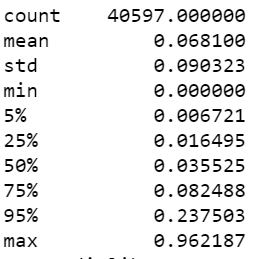 count 40597.000000
mean 0.068100
std 0.090323
min 0.000000
5% 0.006721
25% 0.016495
50% 0.035525
75% 0.082488
95% 0.237503
max 0.962187